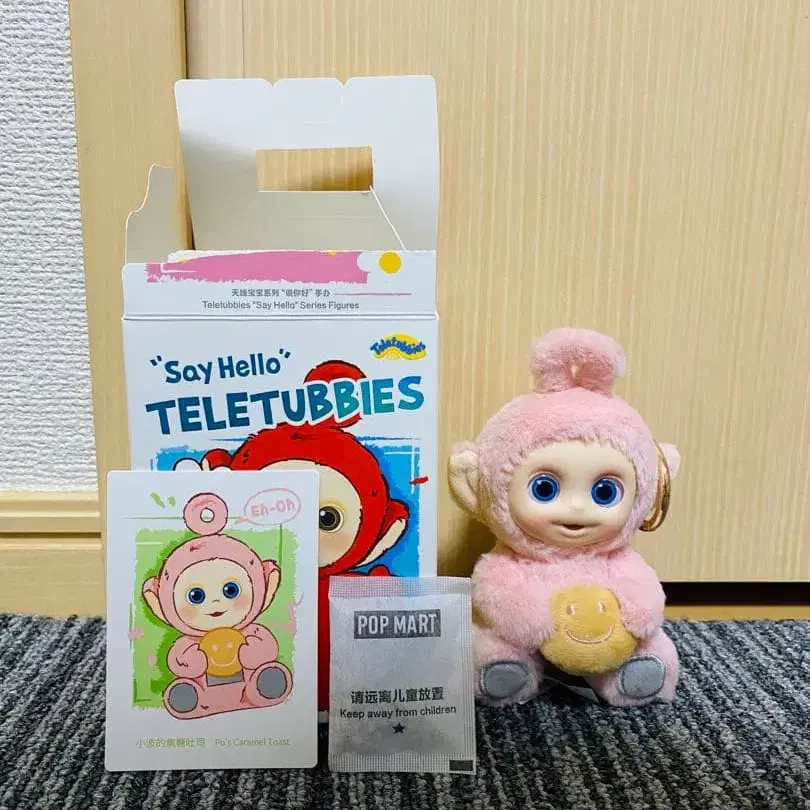 天线宝宝系列“说你好”手办
Teletubbies "Say Hello" Series Figures
Teletubbies
"Say Hello"
TELETUBBIES
Eh-Oh
小波的焦糖吐司 Po's Caramel Toast
POP MART
请远离儿童放置
Keep away from children